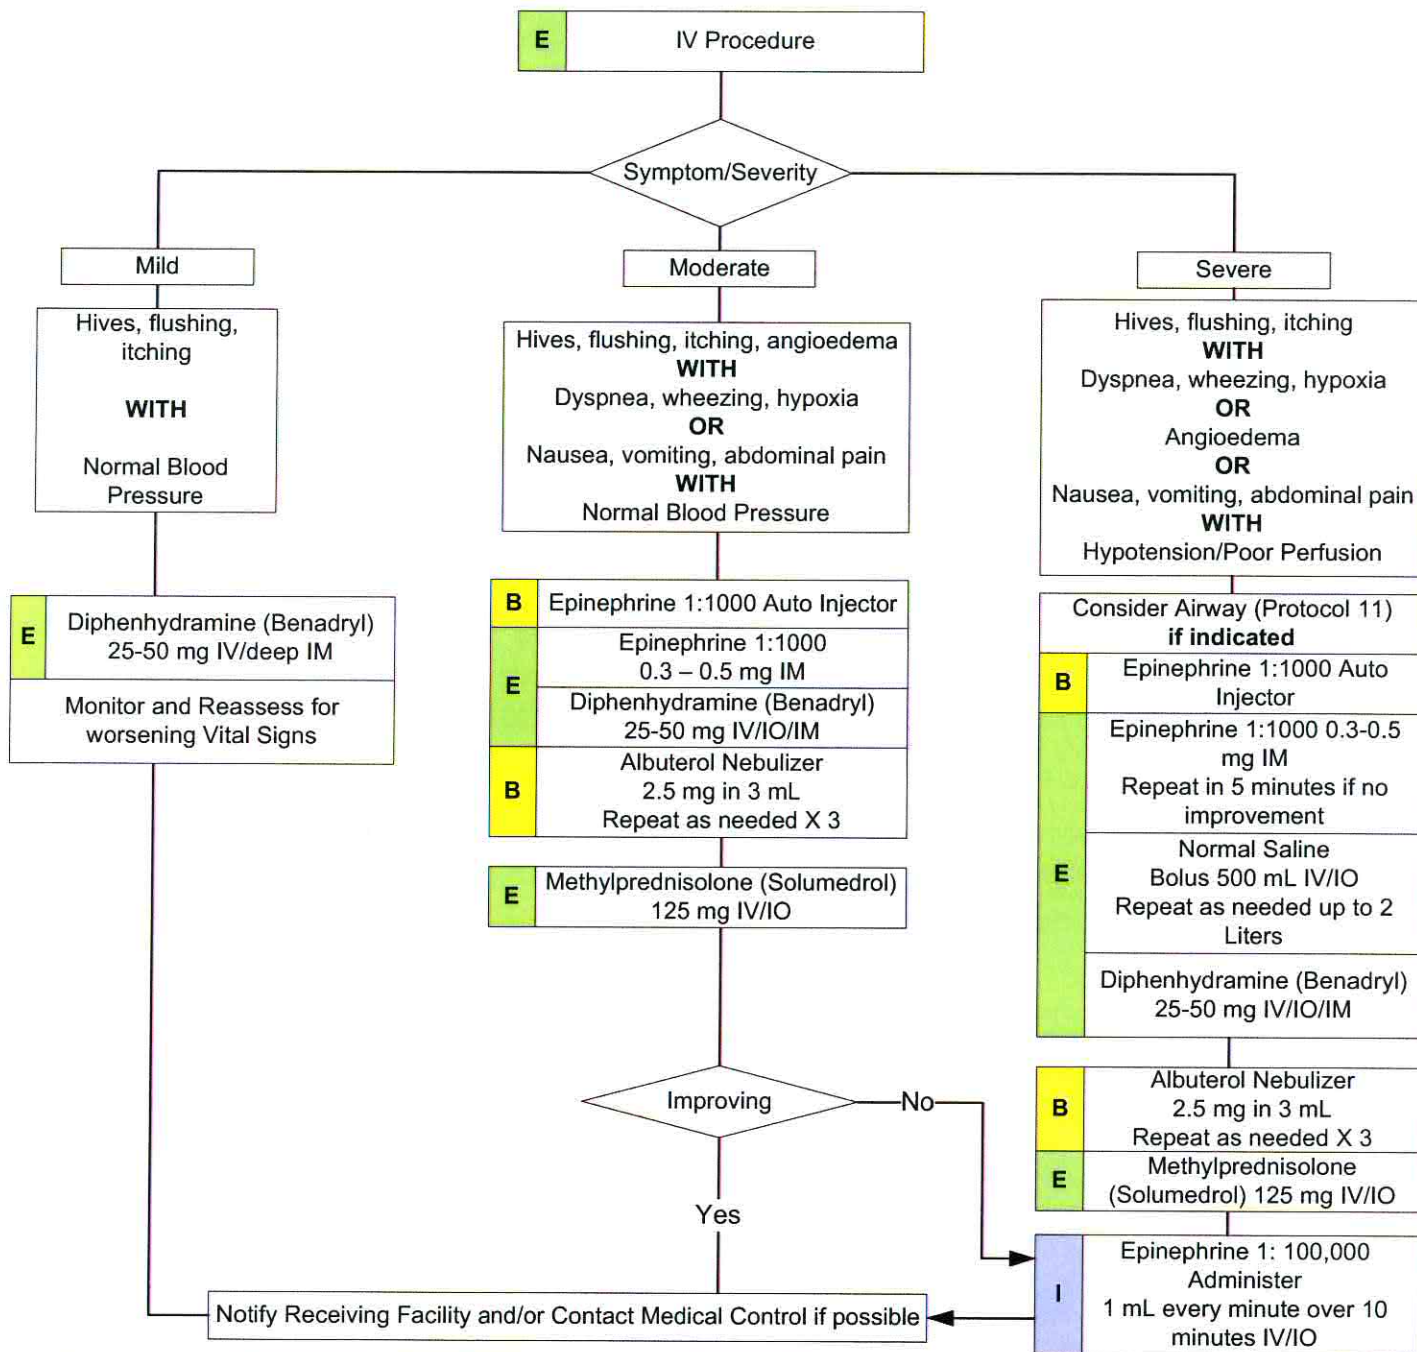 E
IV Procedure
Symptom/Severity
Mild
Hives, flushing,
itching
WITH
Normal Blood
Pressure
E
Diphenhydramine (Benadryl)
25-50 mg IV/deep IM
Monitor and Reassess for
worsening Vital Signs
Moderate
Hives, flushing, itching, angioedema
WITH
Dyspnea, wheezing, hypoxia
OR
Nausea, vomiting, abdominal pain
WITH
Normal Blood Pressure
B
Epinephrine 1:1000 Auto Injector
E
Epinephrine 1:1000
0.3 – 0.5 mg IM
Diphenhydramine (Benadryl)
25-50 mg IV/IO/IM
B
Albuterol Nebulizer
2.5 mg in 3 mL
Repeat as needed X 3
E
Methylprednisolone (Solumedrol)
125 mg IV/IO
Improving
No
Yes
Severe
Hives, flushing, itching
WITH
Dyspnea, wheezing, hypoxia
OR
Angioedema
OR
Nausea, vomiting, abdominal pain
WITH
Hypotension/Poor Perfusion
Consider Airway (Protocol 11)
if indicated
B
Epinephrine 1:1000 Auto
Injector
E
Epinephrine 1:1000 0.3-0.5
mg IM
Repeat in 5 minutes if no
improvement
Normal Saline
Bolus 500 mL IV/IO
Repeat as needed up to 2
Liters
Diphenhydramine (Benadryl)
25-50 mg IV/IO/IM
B
Albuterol Nebulizer
2.5 mg in 3 mL
Repeat as needed X 3
E
Methylprednisolone
(Solumedrol) 125 mg IV/IO
I
Epinephrine 1: 100,000
Administer
1 mL every minute over 10
minutes IV/IO
Notify Receiving Facility and/or Contact Medical Control if possible